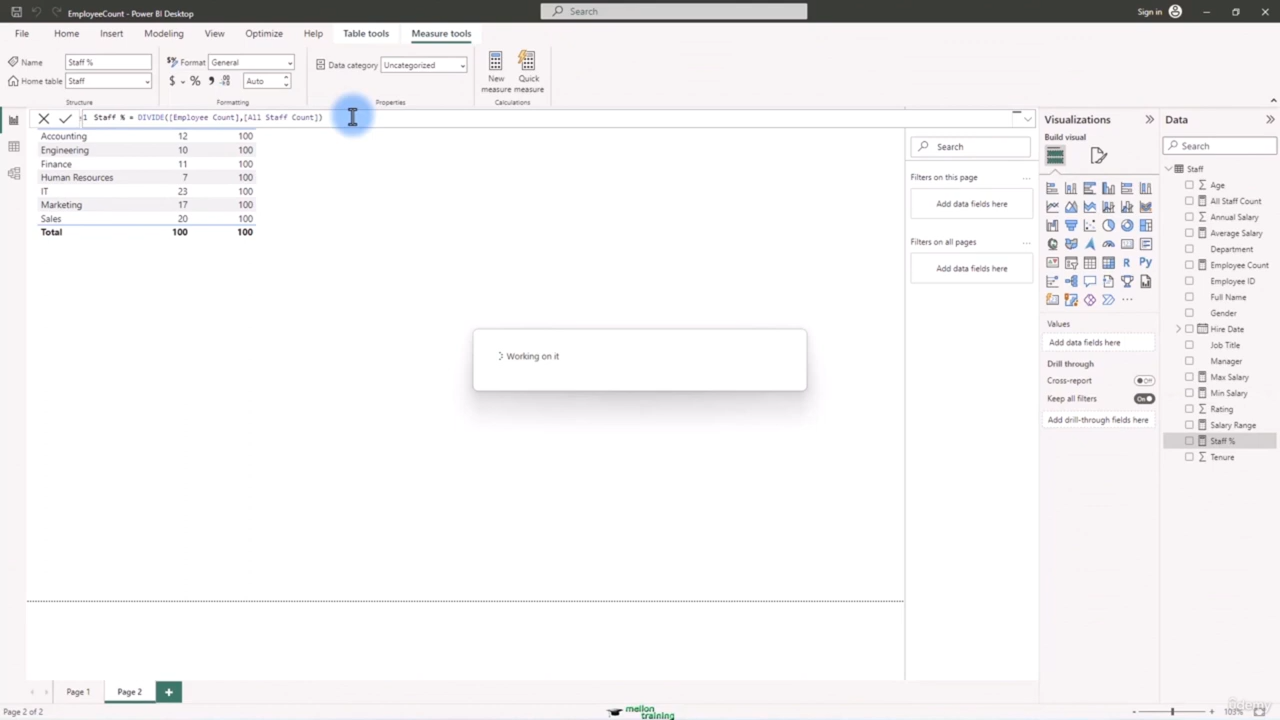 EmployeeCount - Power BI Desktop
Search
Sign in
File
Home
Insert
Modeling
View
Optimize
Help
Table tools
Measure tools
Name
Staff %
Format
General
Data category
Uncategorized
Home table
Staff
$
%
Auto
New measure
Quick measure
Structure
Formatting
Properties
Calculations
1 Staff % = DIVIDE([Employee Count],[All Staff Count])
Accounting 12 100
Engineering 10 100
Finance 11 100
Human Resources 7 100
IT 23 100
Marketing 17 100
Sales 20 100
Total 100 100
Working on it
Search
Filters on this page
Add data fields here
Filters on all pages
Add data fields here
Visualizations
Build visual
R
Py
Values
Add data fields here
Drill through
Cross-report
Off
Keep all filters
On
Add drill-through fields here
Data
Search
Staff
Age
All Staff Count
Annual Salary
Average Salary
Department
Employee Count
Employee ID
Full Name
Gender
Hire Date
Job Title
Manager
Max Salary
Min Salary
Rating
Salary Range
Staff %
Tenure
Page 1
Page 2
Page 2 of 2
mellon
training
udemy
103%